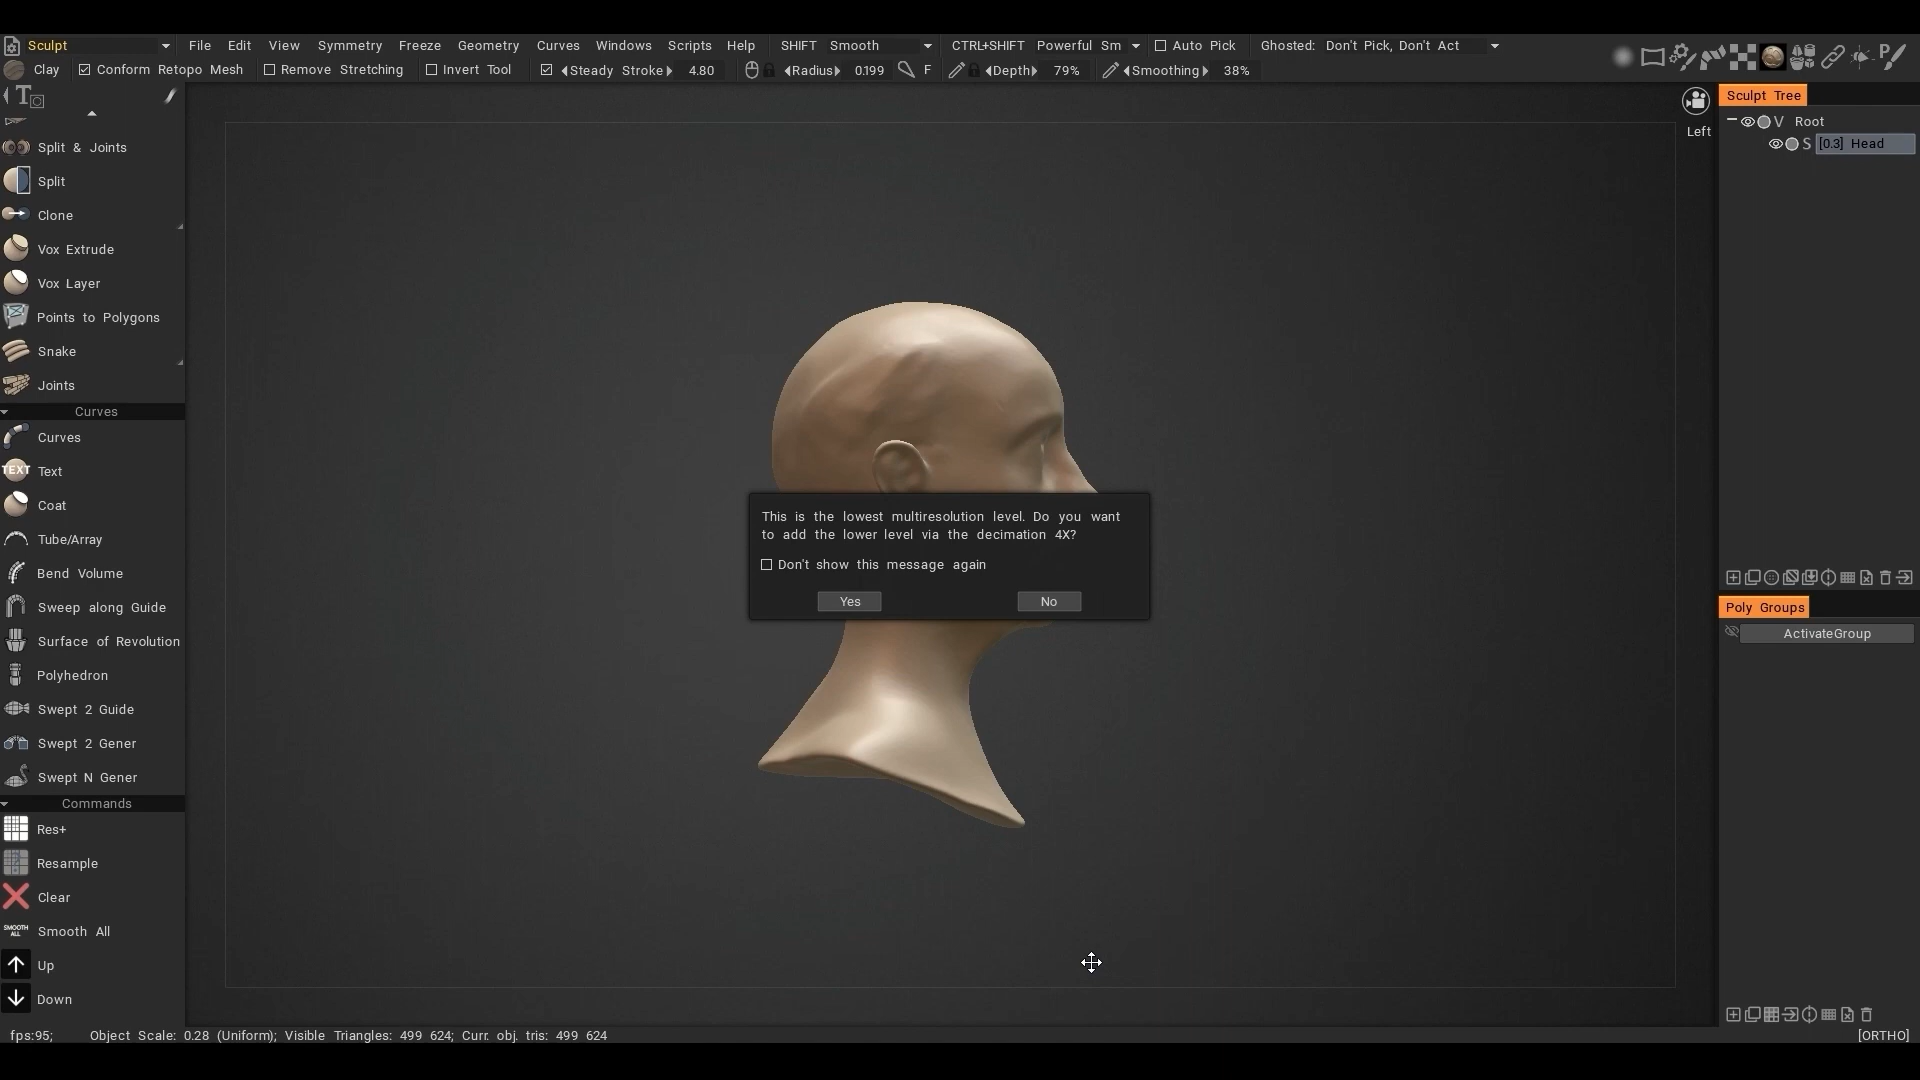 Sculpt File Edit View Symmetry Freeze Geometry Curves Windows Scripts Help SHIFT Smooth CTRL+SHIFT Powerful Sm Auto Pick Ghosted: Don't Pick, Don't Act
Clay Conform Retopo Mesh Remove Stretching Invert Tool Steady Stroke 4.80 Radius 0.199 F Depth 79% Smoothing 38%
Left
Split & Joints
Split
Clone
Vox Extrude
Vox Layer
Points to Polygons
Snake
Joints
Curves
Curves
TEXT Text
Coat
Tube/Array
Bend Volume
Sweep along Guide
Surface of Revolution
Polyhedron
Swept 2 Guide
Swept 2 Gener
Swept N Gener
Commands
Res+
Resample
Clear
SMOOTH ALL Smooth All
Up
Down
This is the lowest multiresolution level. Do you want
to add the lower level via the decimation 4X?
Don't show this message again
Yes No
Sculpt Tree
V Root
S [0.3] Head
Poly Groups
ActivateGroup
fps:95; Object Scale: 0.28 (Uniform); Visible Triangles: 499 624; Curr. obj. tris: 499 624
[ORTHO]